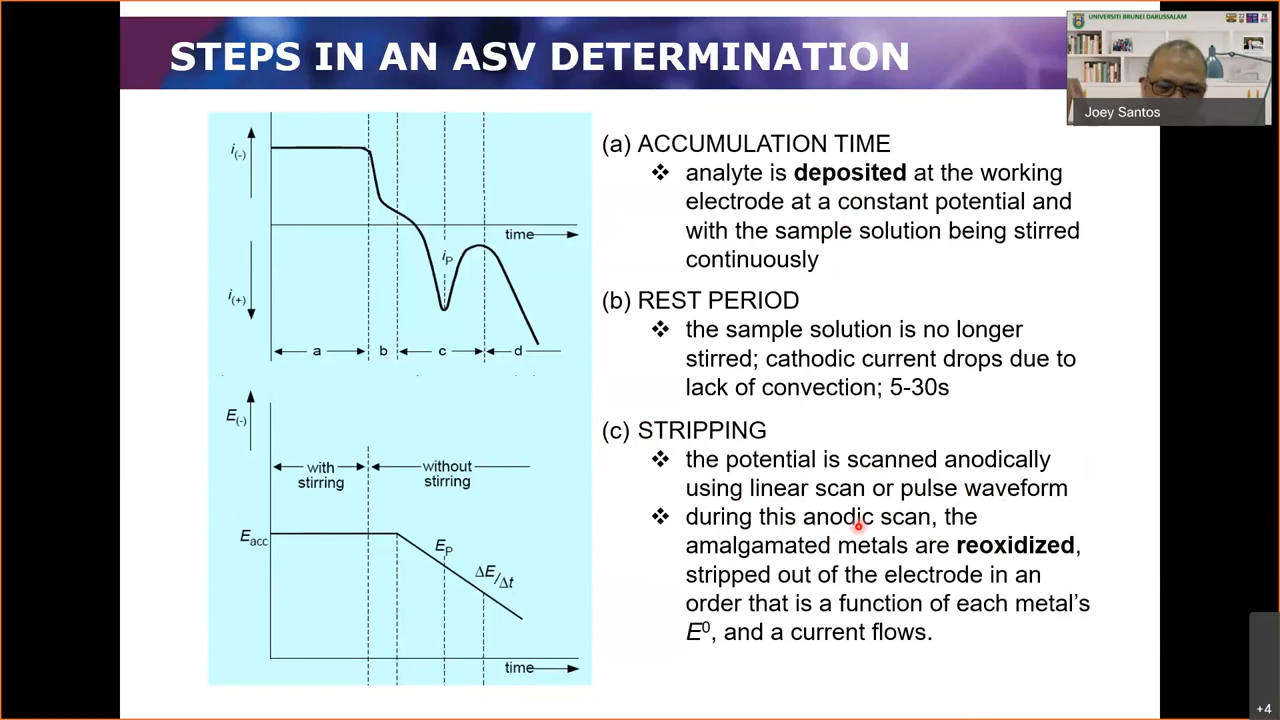 STEPS IN AN ASV DETERMINATION
UNIVERSITI BRUNEI DARUSSALAM
Joey Santos
i(-)
time
iP
i(+)
a b c d
E(-)
with stirring
without stirring
Eacc
EP
ΔE/Δt
time
(a) ACCUMULATION TIME
❖ analyte is deposited at the working
electrode at a constant potential and
with the sample solution being stirred
continuously
(b) REST PERIOD
❖ the sample solution is no longer
stirred; cathodic current drops due to
lack of convection; 5-30s
(c) STRIPPING
❖ the potential is scanned anodically
using linear scan or pulse waveform
❖ during this anodic scan, the
amalgamated metals are reoxidized,
stripped out of the electrode in an
order that is a function of each metal’s
E⁰, and a current flows.
+4